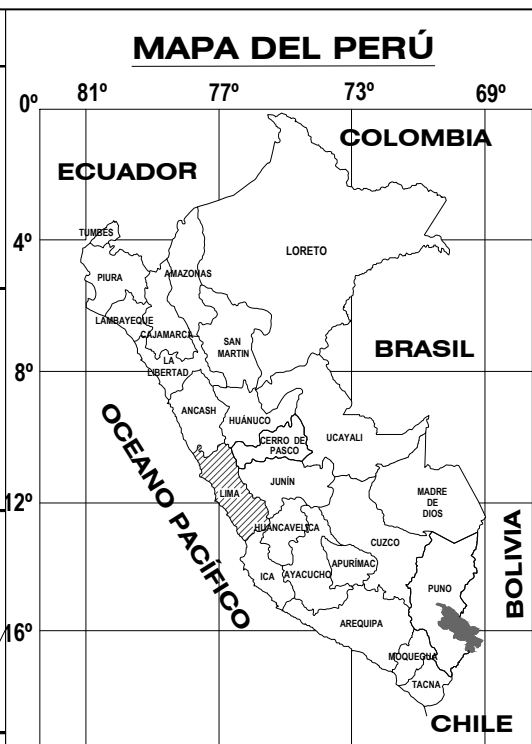 MAPA DEL PERÚ
81º 77º 73º 69º
0º
COLOMBIA
ECUADOR
TUMBES
4º
LORETO
AMAZONAS
PIURA
LAMBAYEQUE
CAJAMARCA
SAN
MARTIN
BRASIL
8º
LA
LIBERTAD
ANCASH
HUÁNUCO
UCAYALI
CERRO DE
PASCO
OCEANO PACÍFICO
JUNÍN
LIMA
MADRE
DE
DIOS
12º
HUANCAVELICA
CUZCO
BOLIVIA
APURÍMAC
ICA
AYACUCHO
PUNO
AREQUIPA
16º
MOQUEGUA
TACNA
CHILE